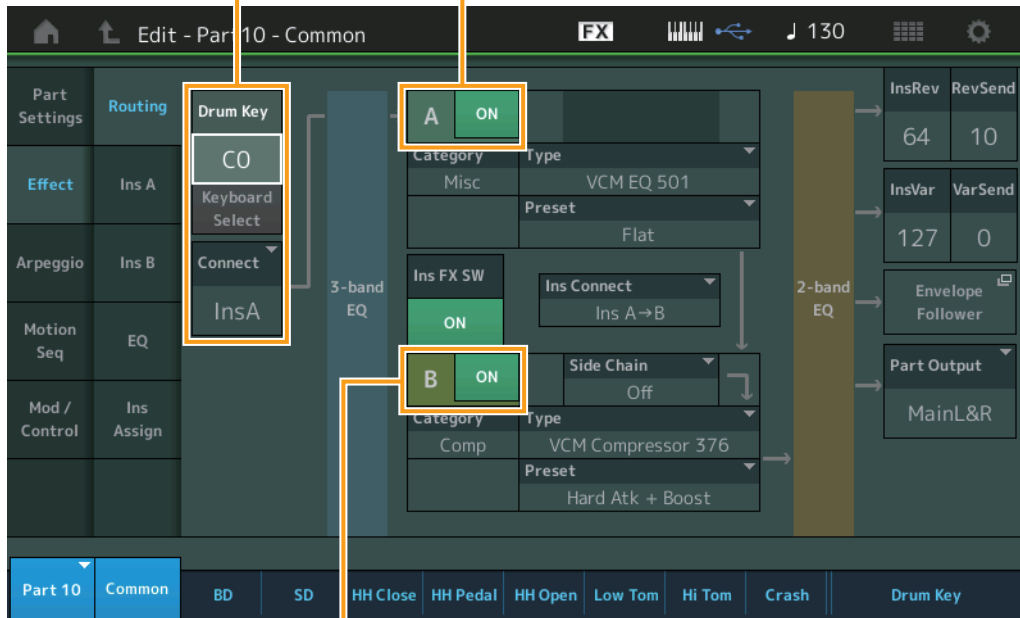 Edit - Part 10 - Common
FX
130
Part
Settings
Effect
Arpeggio
Motion
Seq
Mod /
Control
Routing
Ins A
Ins B
EQ
Ins
Assign
Drum Key
C0
Keyboard
Select
Connect
InsA
3-band
EQ
A
ON
Category
Misc
Type
VCM EQ 501
Preset
Flat
Ins FX SW
ON
Ins Connect
Ins A→B
B
ON
Side Chain
Off
Category
Comp
Type
VCM Compressor 376
Preset
Hard Atk + Boost
2-band
EQ
InsRev
RevSend
64
10
InsVar
VarSend
127
0
Envelope
Follower
Part Output
MainL&R
Part 10
Common
BD
SD
HH Close
HH Pedal
HH Open
Low Tom
Hi Tom
Crash
Drum Key